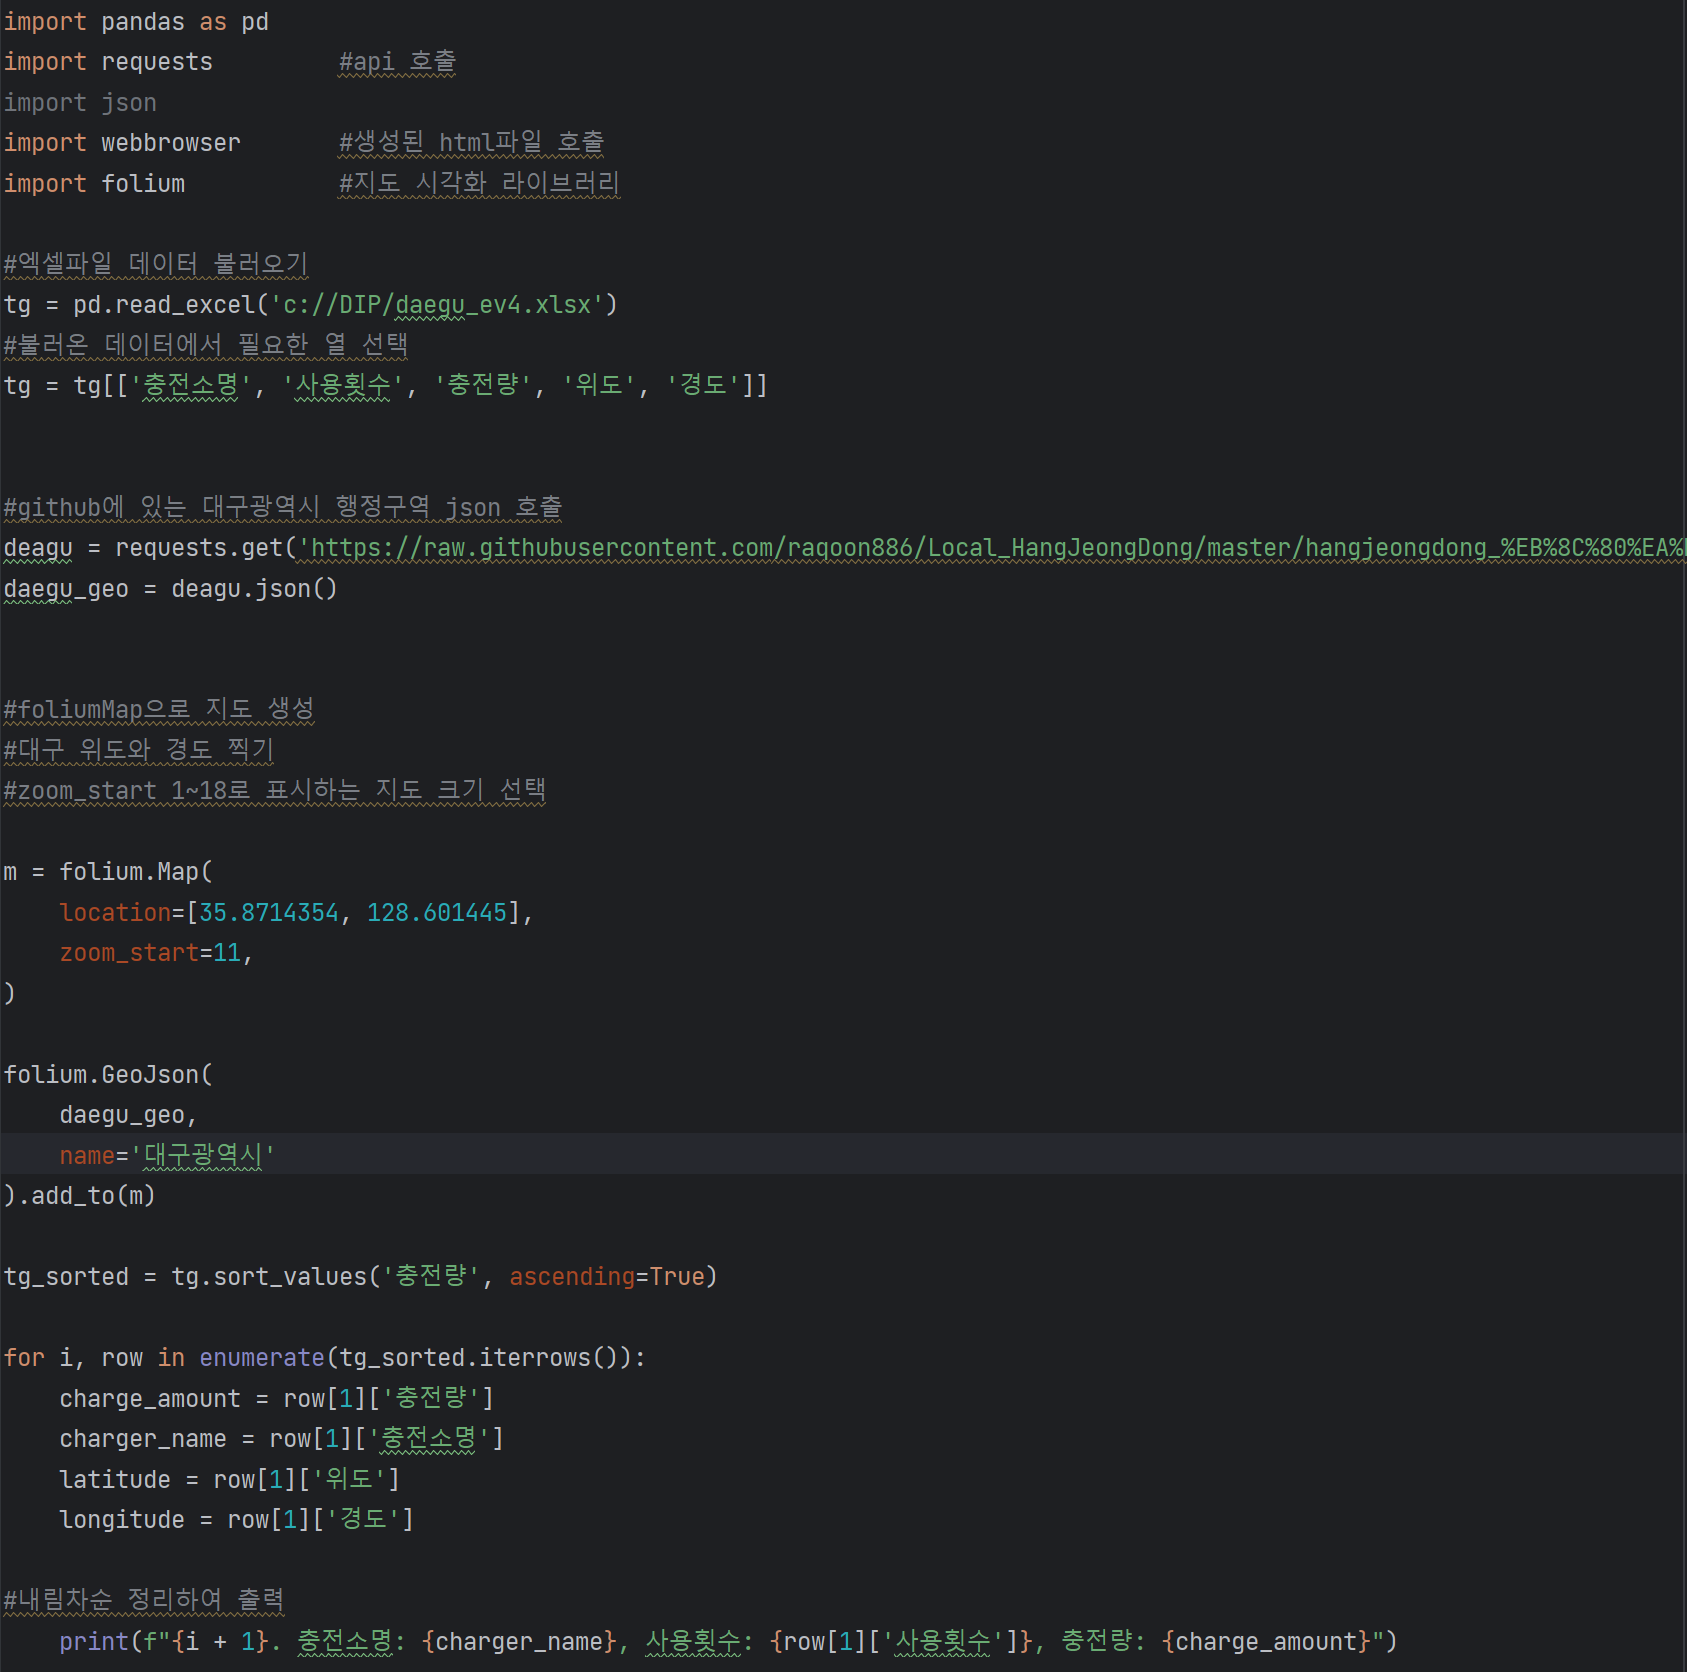 import pandas as pd
import requests         #api 호출
import json
import webbrowser       #생성된 html파일 호출
import folium           #지도 시각화 라이브러리
#엑셀파일 데이터 불러오기
tg = pd.read_excel('c://DIP/daegu_ev4.xlsx')
#불러온 데이터에서 필요한 열 선택
tg = tg[['충전소명', '사용횟수', '충전량', '위도', '경도']]
#github에 있는 대구광역시 행정구역 json 호출
deagu = requests.get('https://raw.githubusercontent.com/raqoon886/Local_HangJeongDong/master/hangjeongdong_%EB%8C%80%EA%
daegu_geo = deagu.json()
#foliumMap으로 지도 생성
#대구 위도와 경도 찍기
#zoom_start 1~18로 표시하는 지도 크기 선택
m = folium.Map(
    location=[35.8714354, 128.601445],
    zoom_start=11,
)
folium.GeoJson(
    daegu_geo,
    name='대구광역시'
).add_to(m)
tg_sorted = tg.sort_values('충전량', ascending=True)
for i, row in enumerate(tg_sorted.iterrows()):
    charge_amount = row[1]['충전량']
    charger_name = row[1]['충전소명']
    latitude = row[1]['위도']
    longitude = row[1]['경도']
#내림차순 정리하여 출력
    print(f"{i + 1}. 충전소명: {charger_name}, 사용횟수: {row[1]['사용횟수']}, 충전량: {charge_amount}")